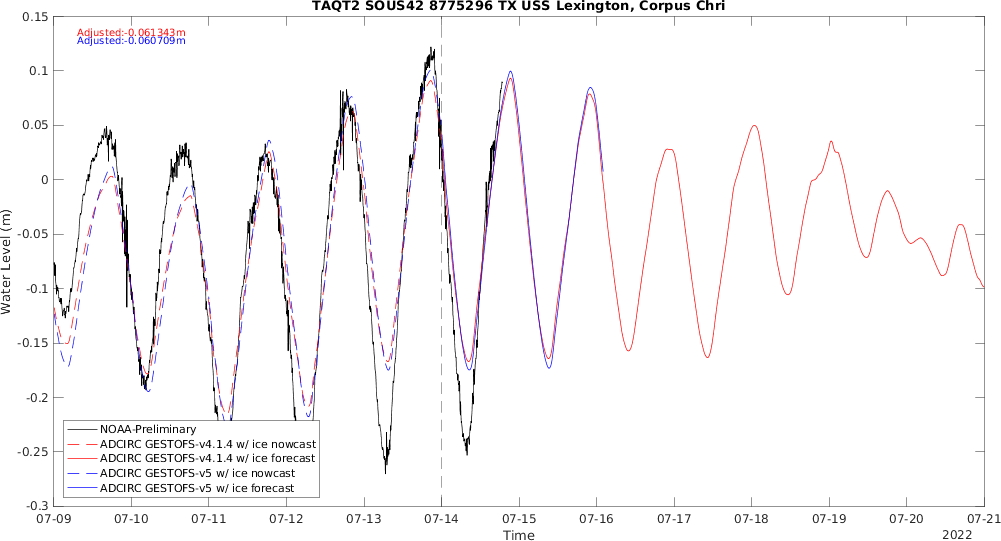 TAQT2 SOUS42 8775296 TX USS Lexington, Corpus Chri
Adjusted:-0.061343m
Adjusted:-0.060709m
0.15
0.1
0.05
0
-0.05
-0.1
-0.15
-0.2
-0.25
-0.3
Water Level (m)
NOAA-Preliminary
ADCIRC GESTOFS-v4.1.4 w/ ice nowcast
ADCIRC GESTOFS-v4.1.4 w/ ice forecast
ADCIRC GESTOFS-v5 w/ ice nowcast
ADCIRC GESTOFS-v5 w/ ice forecast
07-09 07-10 07-11 07-12 07-13 07-14 07-15 07-16 07-17 07-18 07-19 07-20 07-21
Time
2022